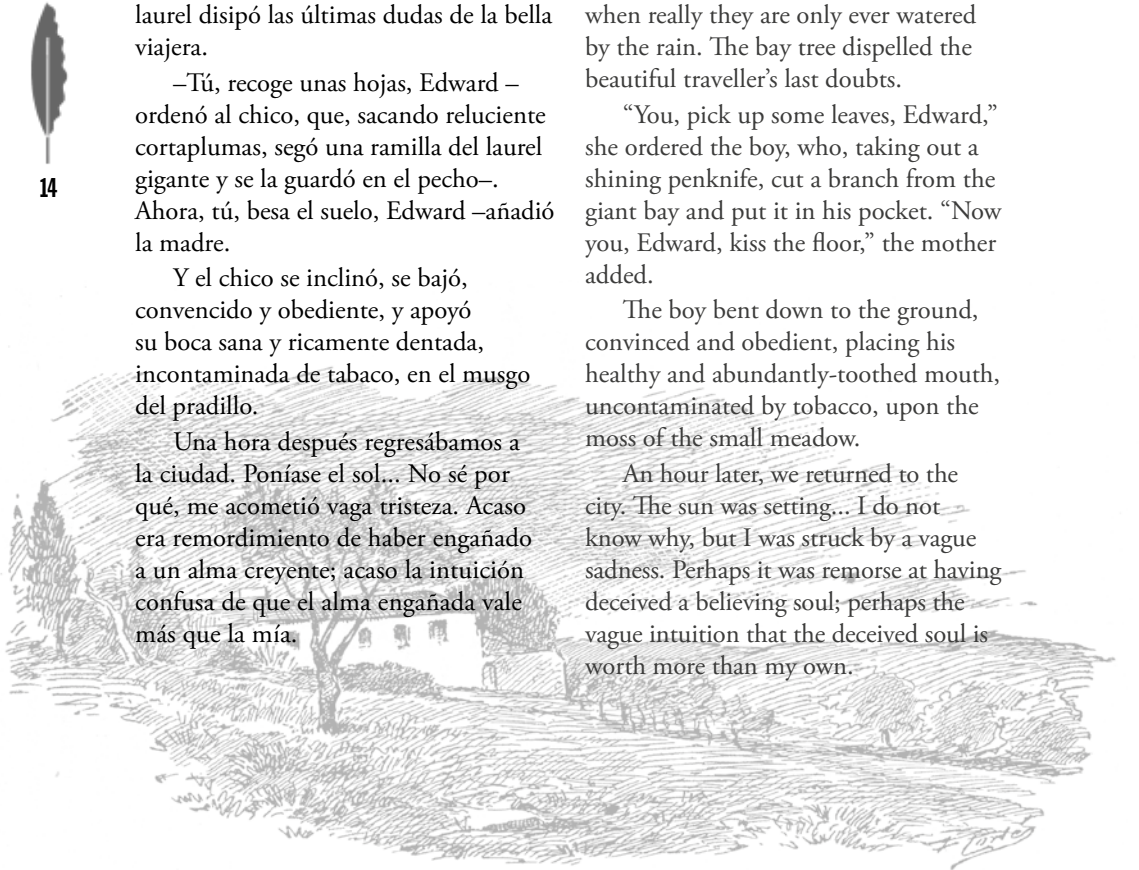 laurel disipó las últimas dudas de la bella
viajera.
–Tú, recoge unas hojas, Edward –
ordenó al chico, que, sacando reluciente
cortaplumas, segó una ramilla del laurel
gigante y se la guardó en el pecho–.
Ahora, tú, besa el suelo, Edward –añadió
la madre.
Y el chico se inclinó, se bajó,
convencido y obediente, y apoyó
su boca sana y ricamente dentada,
incontaminada de tabaco, en el musgo
del pradillo.
Una hora después regresábamos a
la ciudad. Poníase el sol... No sé por
qué, me acometió vaga tristeza. Acaso
era remordimiento de haber engañado
a un alma creyente; acaso la intuición
confusa de que el alma engañada vale
más que la mía.
when really they are only ever watered
by the rain. The bay tree dispelled the
beautiful traveller’s last doubts.
“You, pick up some leaves, Edward,”
she ordered the boy, who, taking out a
shining penknife, cut a branch from the
giant bay and put it in his pocket. “Now
you, Edward, kiss the floor,” the mother
added.
The boy bent down to the ground,
convinced and obedient, placing his
healthy and abundantly-toothed mouth,
uncontaminated by tobacco, upon the
moss of the small meadow.
An hour later, we returned to the
city. The sun was setting... I do not
know why, but I was struck by a vague
sadness. Perhaps it was remorse at having
deceived a believing soul; perhaps the
vague intuition that the deceived soul is
worth more than my own.
14